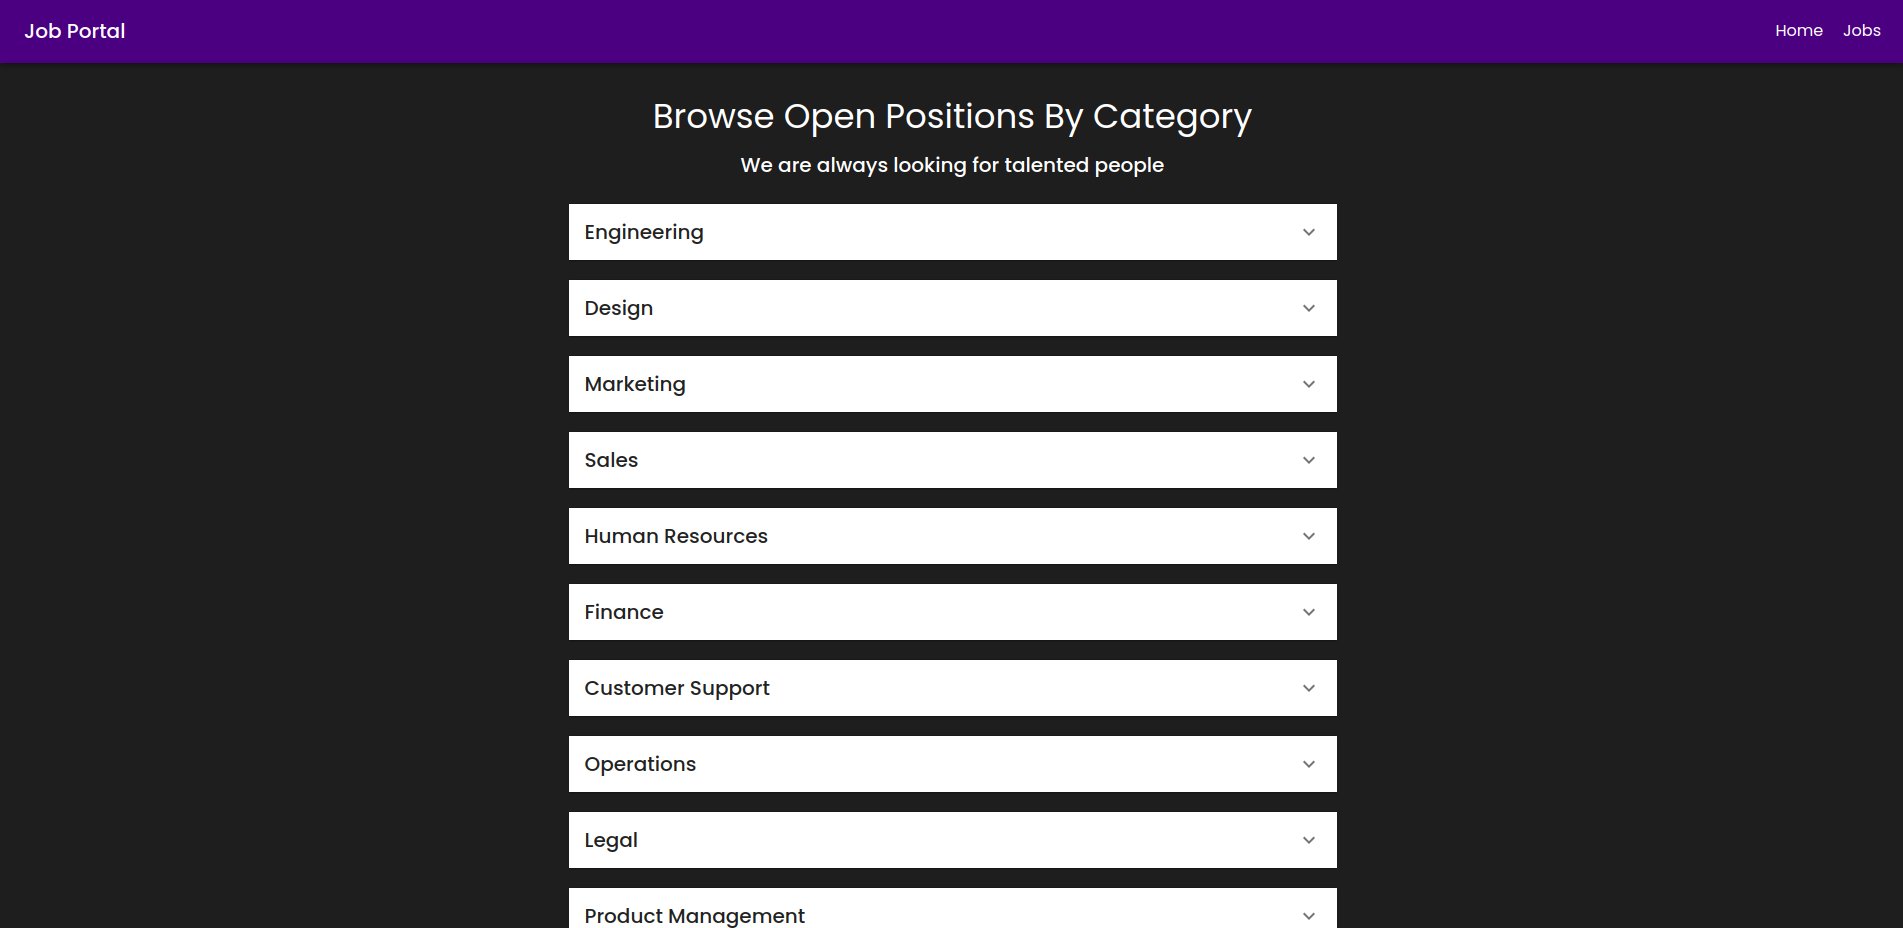 Job Portal
Home
Jobs
Browse Open Positions By Category
We are always looking for talented people
Engineering
Design
Marketing
Sales
Human Resources
Finance
Customer Support
Operations
Legal
Product Management